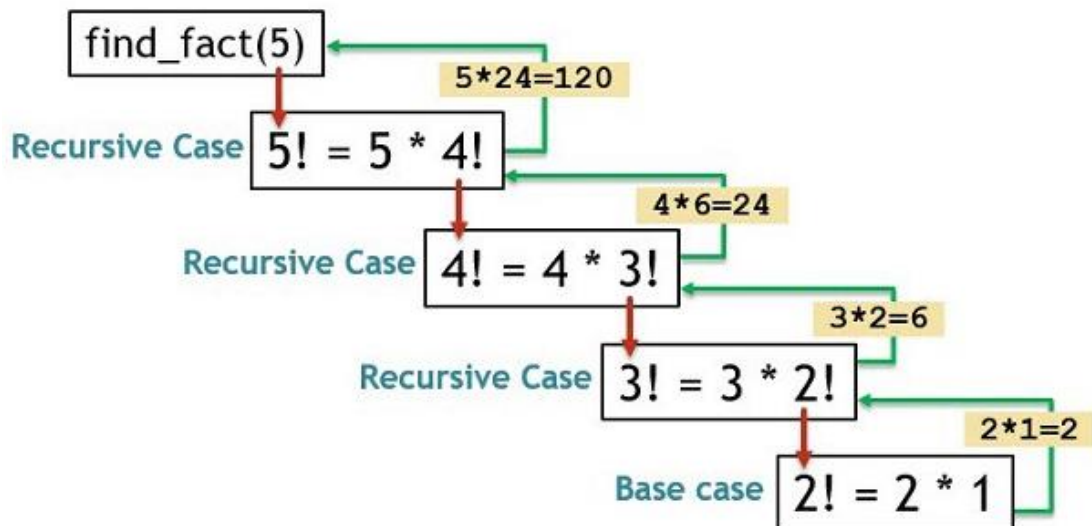 find_fact(5)
5*24=120
Recursive Case
5! = 5 * 4!
4*6=24
Recursive Case
4! = 4 * 3!
3*2=6
Recursive Case
3! = 3 * 2!
2*1=2
Base case
2! = 2 * 1